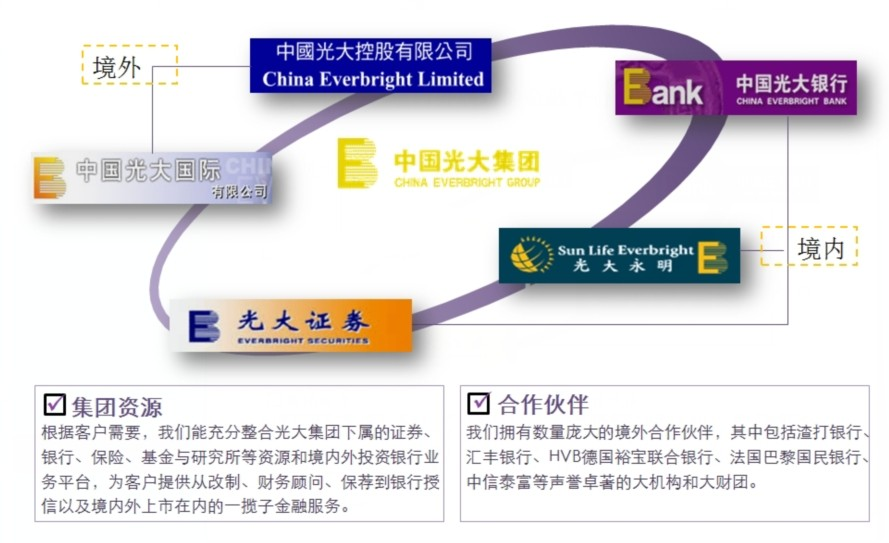 中國光大控股有限公司
China Everbright Limited
境外
Bank
中国光大银行
CHINA EVERBRIGHT BANK
中国光大国际
有限公司
中国光大集团
CHINA EVERBRIGHT GROUP
Sun Life Everbright
光大永明
境内
光大证券
EVERBRIGHT SECURITIES
集团资源
根据客户需要，我们能充分整合光大集团下属的证券、
银行、保险、基金与研究所等资源和境内外投资银行业
务平台，为客户提供从改制、财务顾问、保荐到银行授
信以及境内外上市在内的一揽子金融服务。
合作伙伴
我们拥有数量庞大的境外合作伙伴，其中包括渣打银行、
汇丰银行、HVB德国裕宝联合银行、法国巴黎国民银行、
中信泰富等声誉卓著的大机构和大财团。